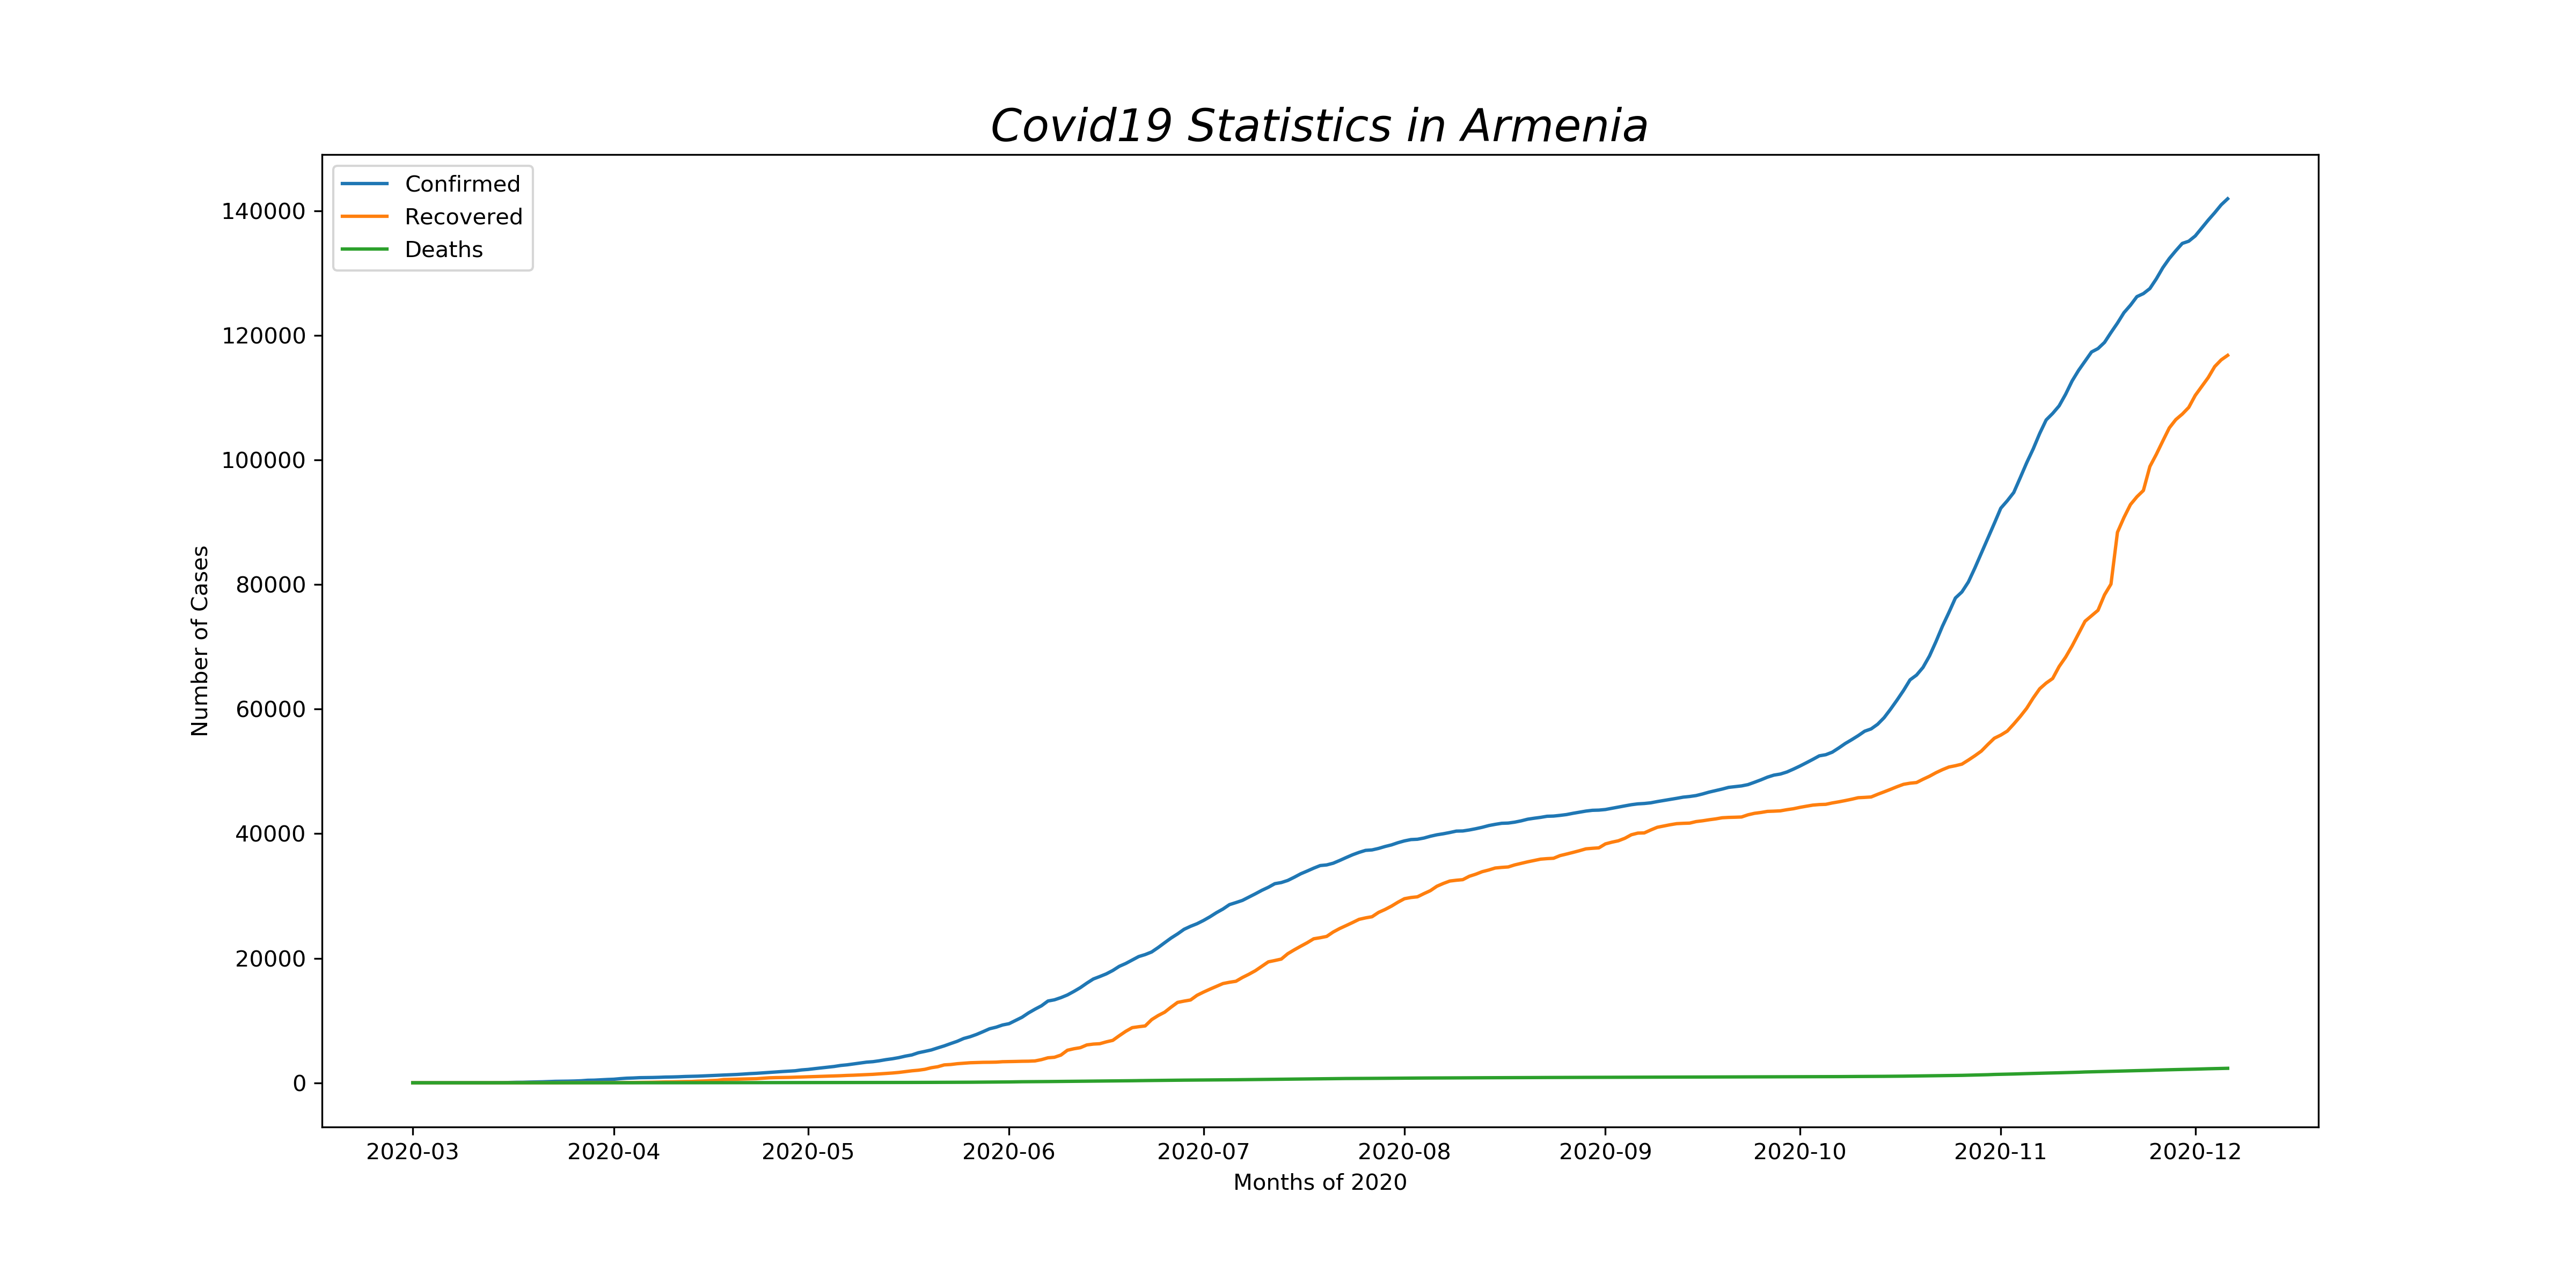 Covid19 Statistics in Armenia
Confirmed
Recovered
Deaths
140000
120000
100000
80000
60000
40000
20000
0
Number of Cases
2020-03 2020-04 2020-05 2020-06 2020-07 2020-08 2020-09 2020-10 2020-11 2020-12
Months of 2020